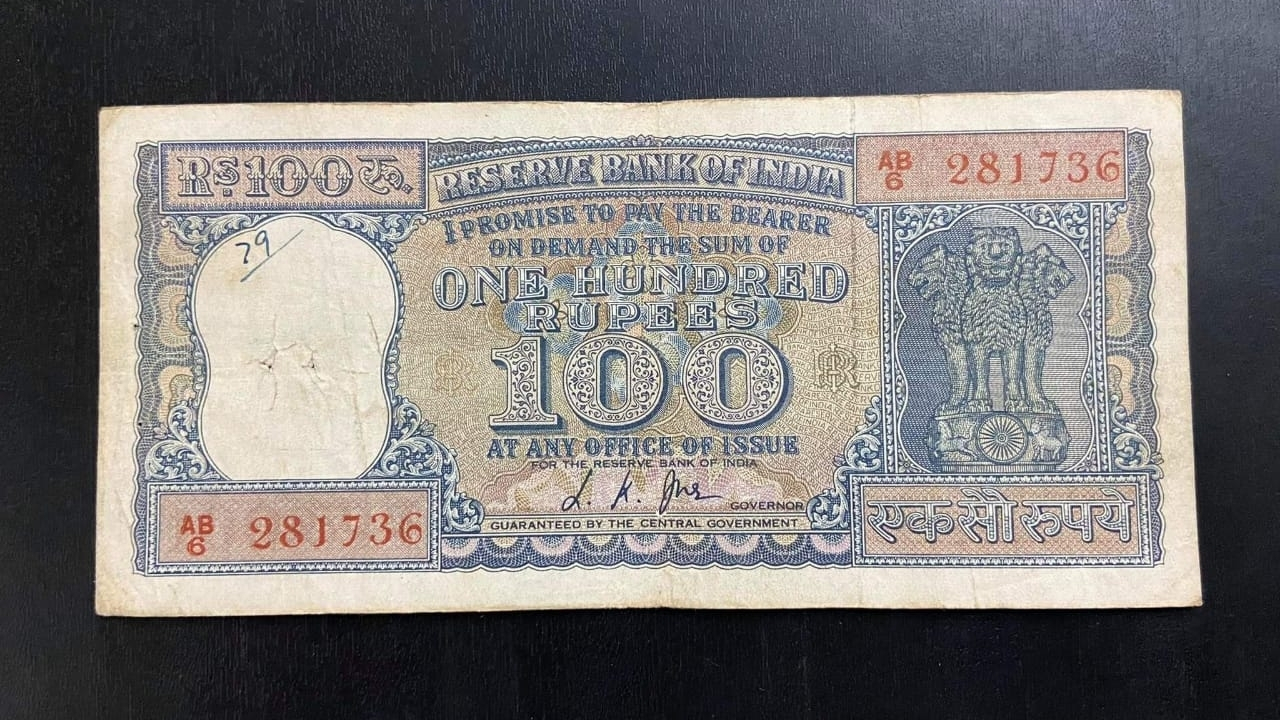 RS. 100 रु.
RESERVE BANK OF INDIA
AB
6 281736
79
I PROMISE TO PAY THE BEARER
ON DEMAND THE SUM OF
ONE HUNDRED
RUPEES
100
AT ANY OFFICE OF ISSUE
FOR THE RESERVE BANK OF INDIA
L. K. Jha
GOVERNOR
GUARANTEED BY THE CENTRAL GOVERNMENT
AB
6 281736
एक सौ रुपये